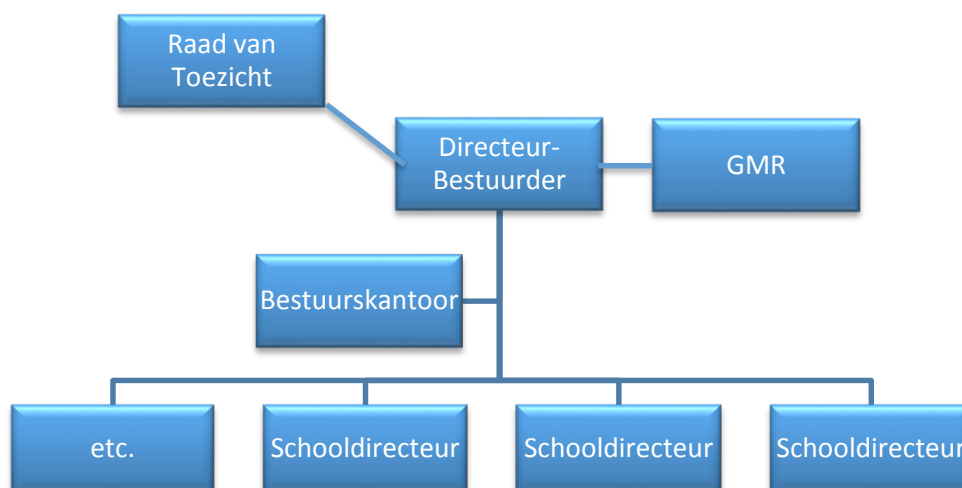 Raad van
Toezicht
Directeur-
Bestuurder
GMR
Bestuurskantoor
etc.
Schooldirecteur
Schooldirecteur
Schooldirecteur